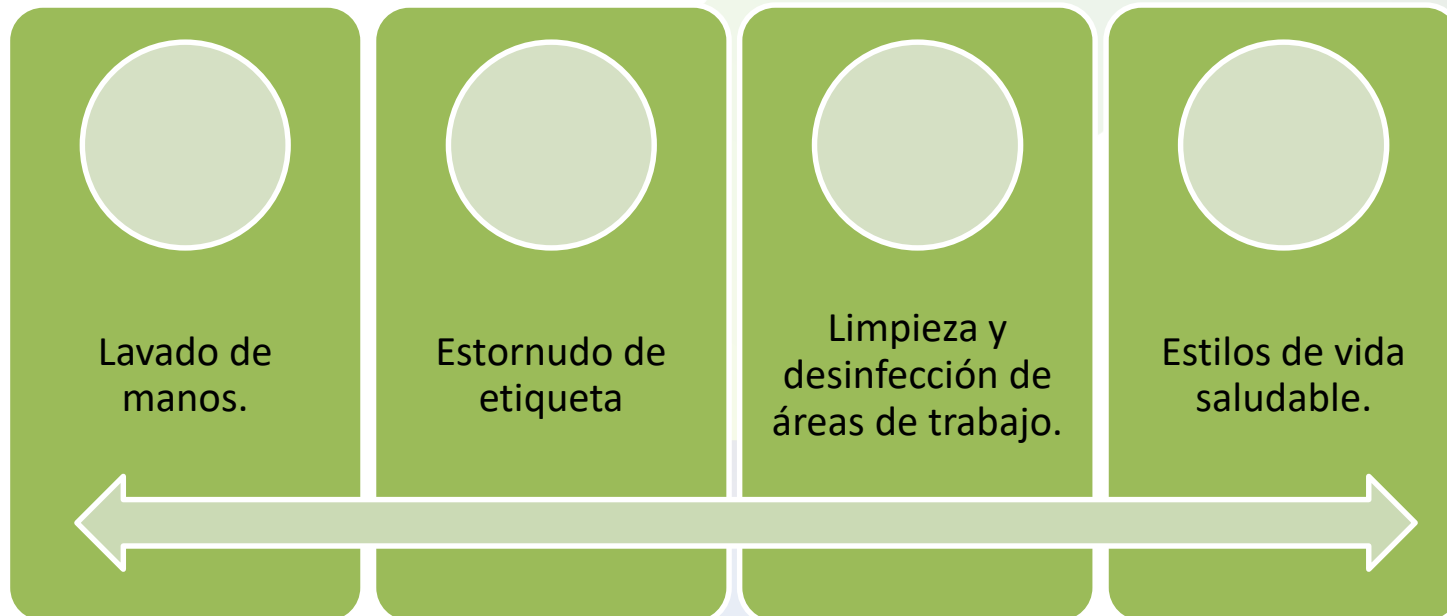 Lavado de
manos.
Estornudo de
etiqueta
Limpieza y
desinfección de
áreas de trabajo.
Estilos de vida
saludable.